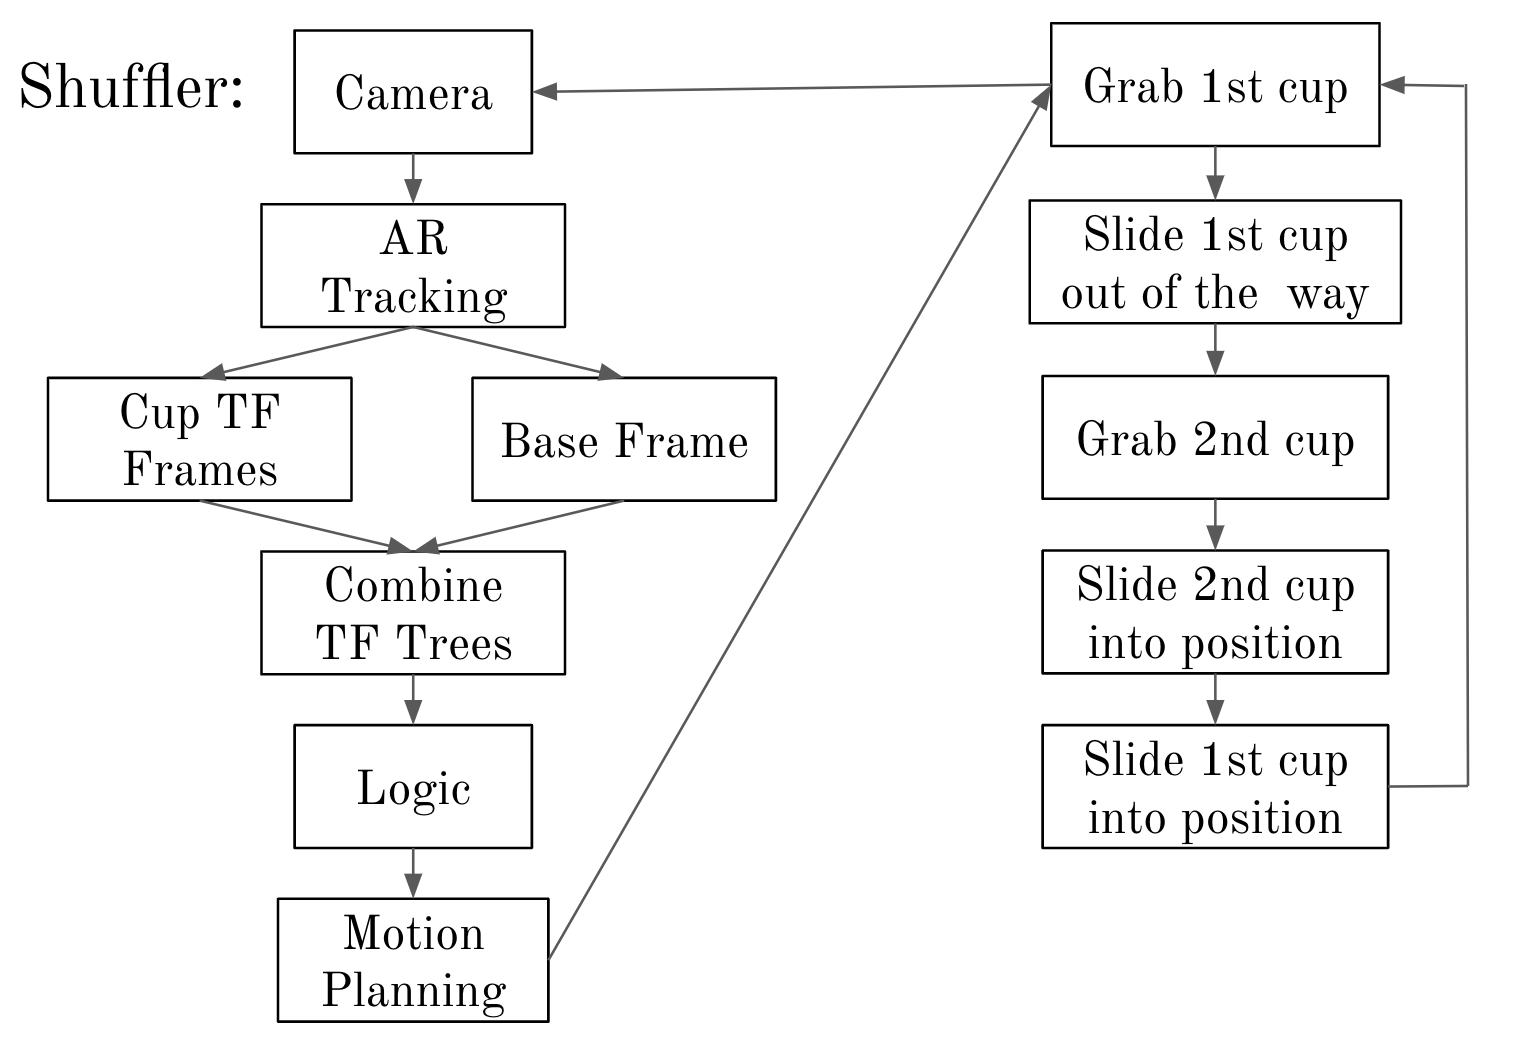 Shuffler:
Camera
AR
Tracking
Cup TF
Frames
Base Frame
Combine
TF Trees
Logic
Motion
Planning
Grab 1st cup
Slide 1st cup
out of the  way
Grab 2nd cup
Slide 2nd cup
into position
Slide 1st cup
into position